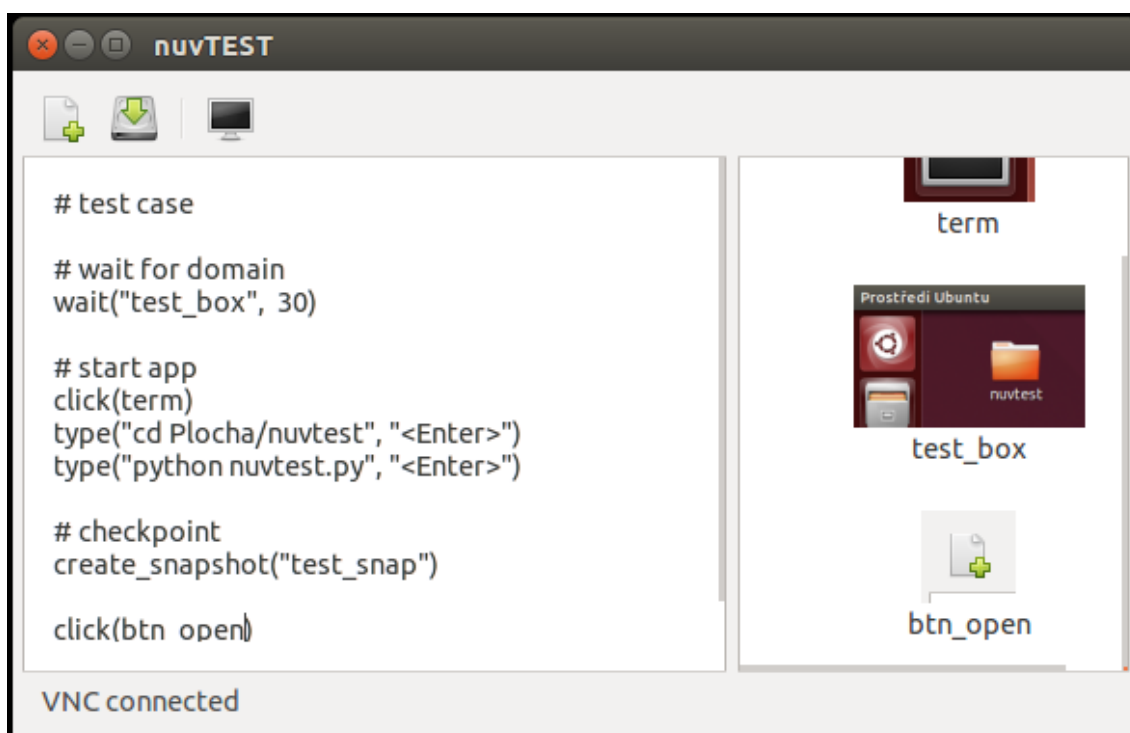 nuvTEST
# test case
# wait for domain
wait("test_box", 30)
# start app
click(term)
type("cd Plocha/nuvtest", "<Enter>")
type("python nuvtest.py", "<Enter>")
# checkpoint
create_snapshot("test_snap")
click(btn_open)
term
Prostředí Ubuntu
nuvtest
test_box
btn_open
VNC connected